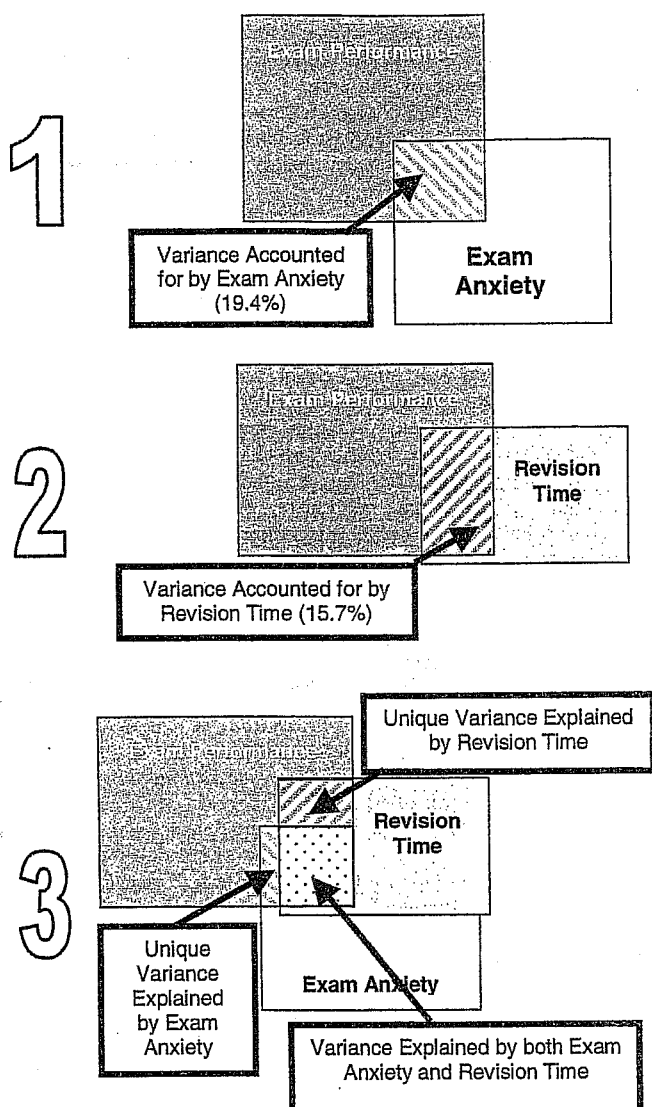 1
Exam Performance
Variance Accounted
for by Exam Anxiety
(19.4%)
Exam
Anxiety
2
Exam Performance
Revision
Time
Variance Accounted for by
Revision Time (15.7%)
3
Exam Performance
Unique Variance Explained
by Revision Time
Revision
Time
Unique
Variance
Explained
by Exam
Anxiety
Exam Anxiety
Variance Explained by both Exam
Anxiety and Revision Time